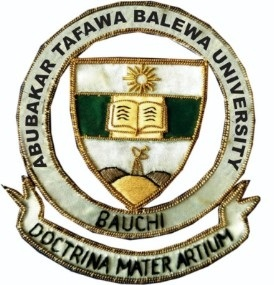 ABUBAKAR TAFAWA BALEWA UNIVERSITY
BAUCHI
DOCTRINA MATER ARTIUM